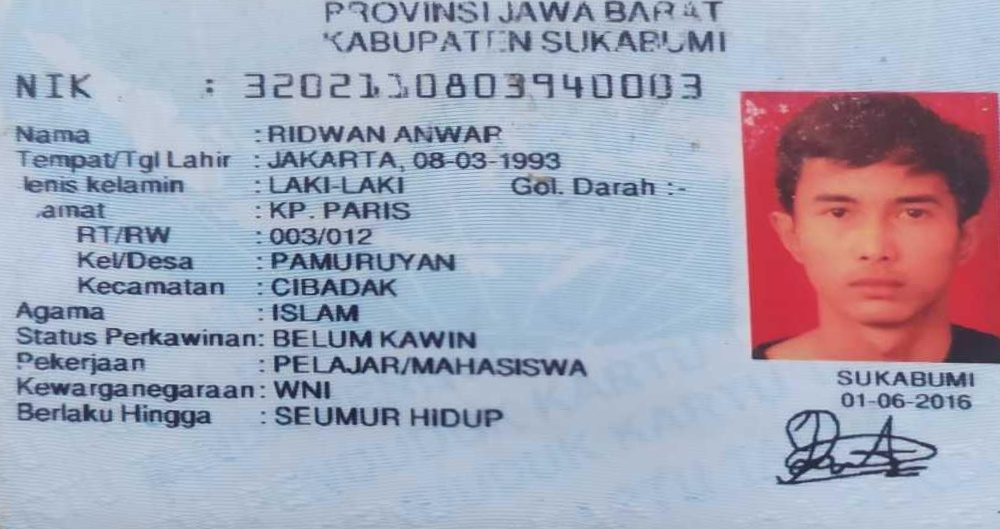 PROVINSI JAWA BARAT
KABUPATEN SUKABUMI
NIK : 3202110803940003
Nama : RIDWAN ANWAR
Tempat/Tgl Lahir : JAKARTA, 08-03-1993
Jenis kelamin : LAKI-LAKI Gol. Darah : -
lamat : KP. PARIS
RT/RW : 003/012
Kel/Desa : PAMURUYAN
Kecamatan : CIBADAK
Agama : ISLAM
Status Perkawinan: BELUM KAWIN
Pekerjaan : PELAJAR/MAHASISWA
Kewarganegaraan: WNI
Berlaku Hingga : SEUMUR HIDUP
SUKABUMI
01-06-2016